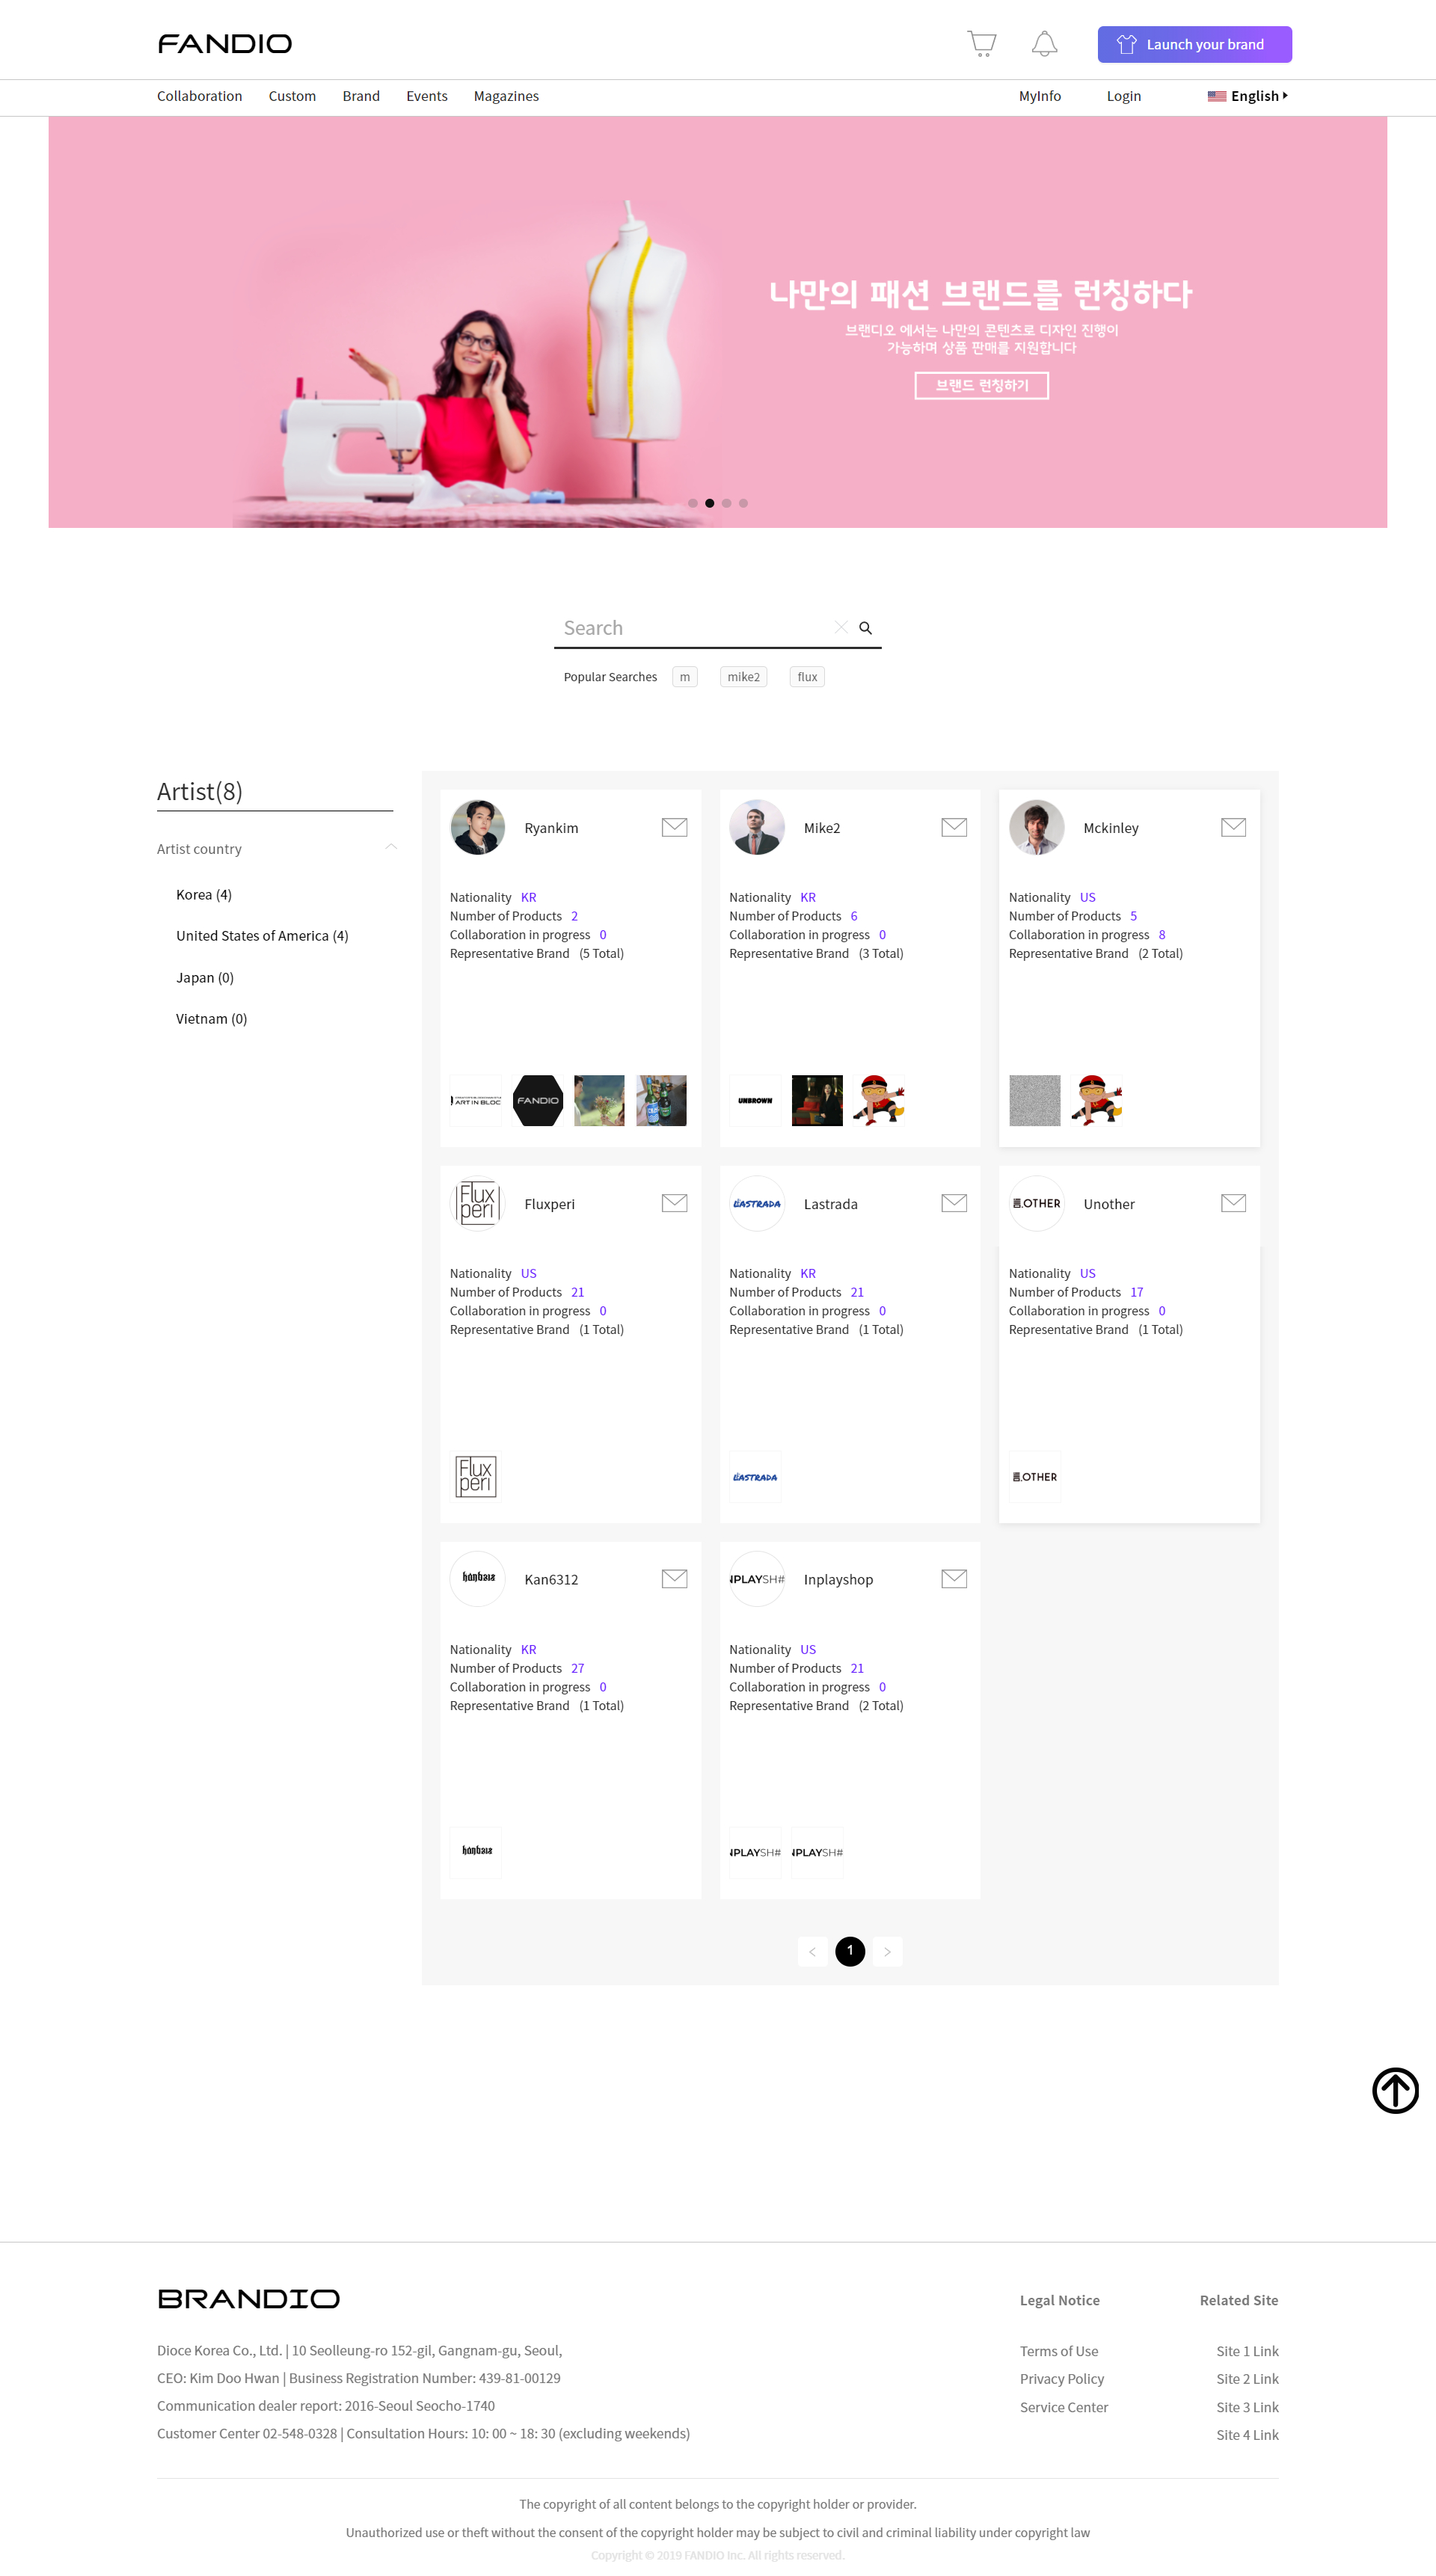 FANDIO
Launch your brand
Collaboration Custom Brand Events Magazines MyInfo Login English
나만의 패션 브랜드를 런칭하다
브랜디오 에서는 나만의 콘텐츠로 디자인 진행이
가능하며 상품 판매를 지원합니다
브랜드 런칭하기
Search
Popular Searches m mike2 flux
Artist(8)
Artist country
Korea (4)
United States of America (4)
Japan (0)
Vietnam (0)
Ryankim
Nationality KR
Number of Products 2
Collaboration in progress 0
Representative Brand (5 Total)
ART IN BLOC
FANDIO
Mike2
Nationality KR
Number of Products 6
Collaboration in progress 0
Representative Brand (3 Total)
UNBROWN
Mckinley
Nationality US
Number of Products 5
Collaboration in progress 8
Representative Brand (2 Total)
Flux
peri
Fluxperi
Nationality US
Number of Products 21
Collaboration in progress 0
Representative Brand (1 Total)
Flux
peri
LASTRADA
Lastrada
Nationality KR
Number of Products 21
Collaboration in progress 0
Representative Brand (1 Total)
LASTRADA
.OTHER
Unother
Nationality US
Number of Products 17
Collaboration in progress 0
Representative Brand (1 Total)
.OTHER
Kan6312
Nationality KR
Number of Products 27
Collaboration in progress 0
Representative Brand (1 Total)
NPLAYSH#
Inplayshop
Nationality US
Number of Products 21
Collaboration in progress 0
Representative Brand (2 Total)
NPLAYSH# NPLAYSH#
< 1 >
BRANDIO
Dioce Korea Co., Ltd. | 10 Seolleung-ro 152-gil, Gangnam-gu, Seoul,
CEO: Kim Doo Hwan | Business Registration Number: 439-81-00129
Communication dealer report: 2016-Seoul Seocho-1740
Customer Center 02-548-0328 | Consultation Hours: 10: 00 ~ 18: 30 (excluding weekends)
Legal Notice
Terms of Use
Privacy Policy
Service Center
Related Site
Site 1 Link
Site 2 Link
Site 3 Link
Site 4 Link
The copyright of all content belongs to the copyright holder or provider.
Unauthorized use or theft without the consent of the copyright holder may be subject to civil and criminal liability under copyright law
Copyright © 2019 FANDIO Inc. All rights reserved.